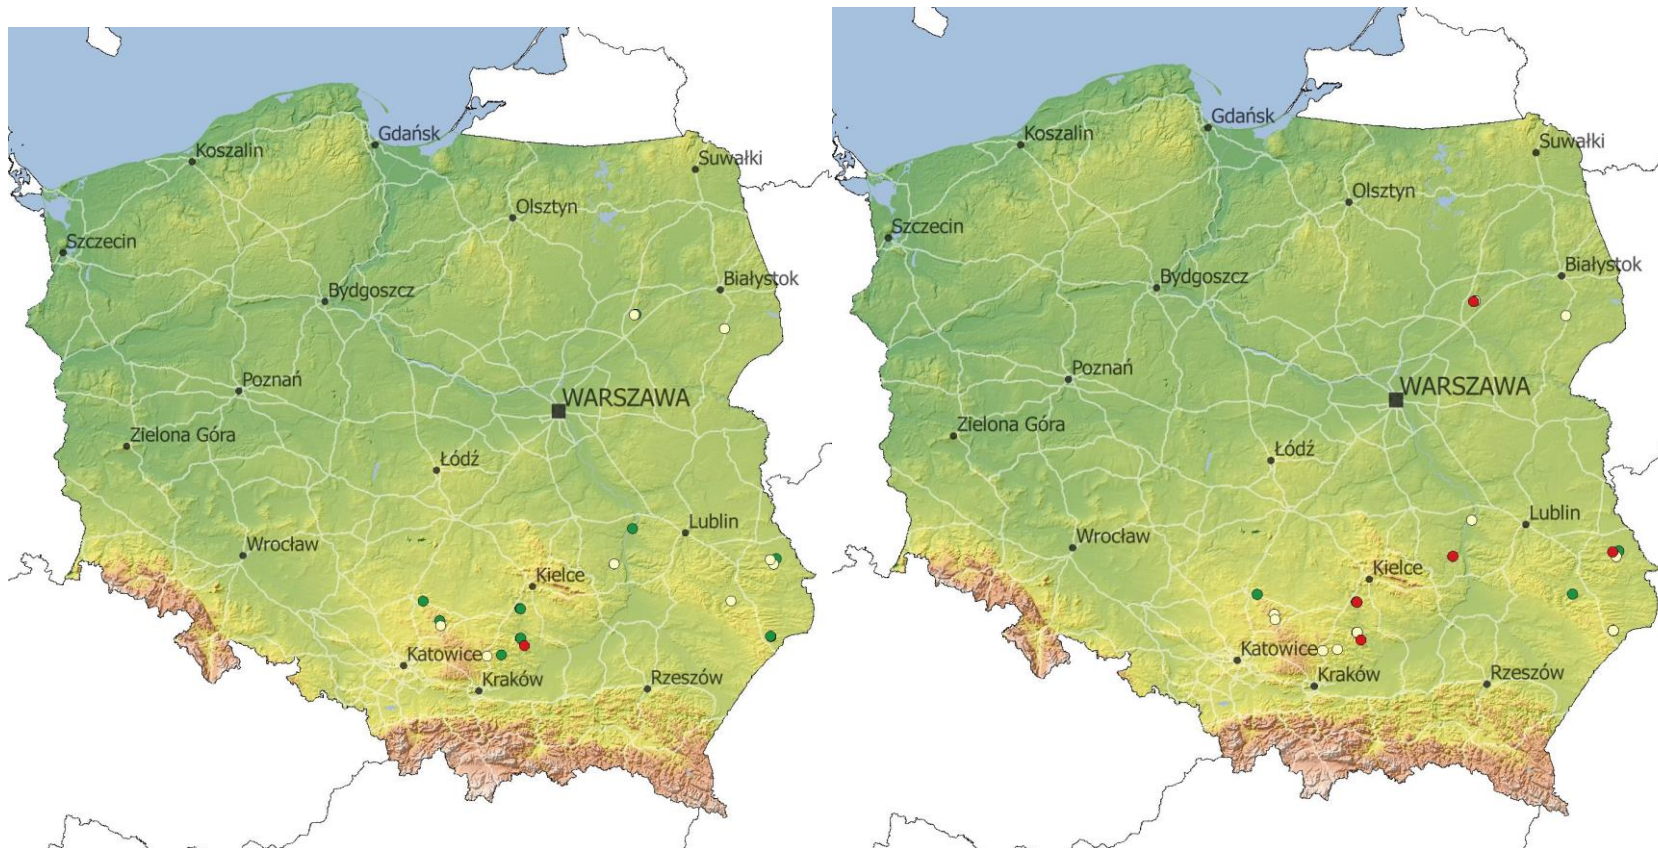 Gdańsk
Koszalin
Suwałki
Olsztyn
Szczecin
Białystok
Bydgoszcz
Poznań
WARSZAWA
Zielona Góra
Łódź
Lublin
Wrocław
Kielce
Katowice
Kraków
Rzeszów
Gdańsk
Koszalin
Suwałki
Olsztyn
Szczecin
Białystok
Bydgoszcz
Poznań
WARSZAWA
Zielona Góra
Łódź
Lublin
Wrocław
Kielce
Katowice
Kraków
Rzeszów